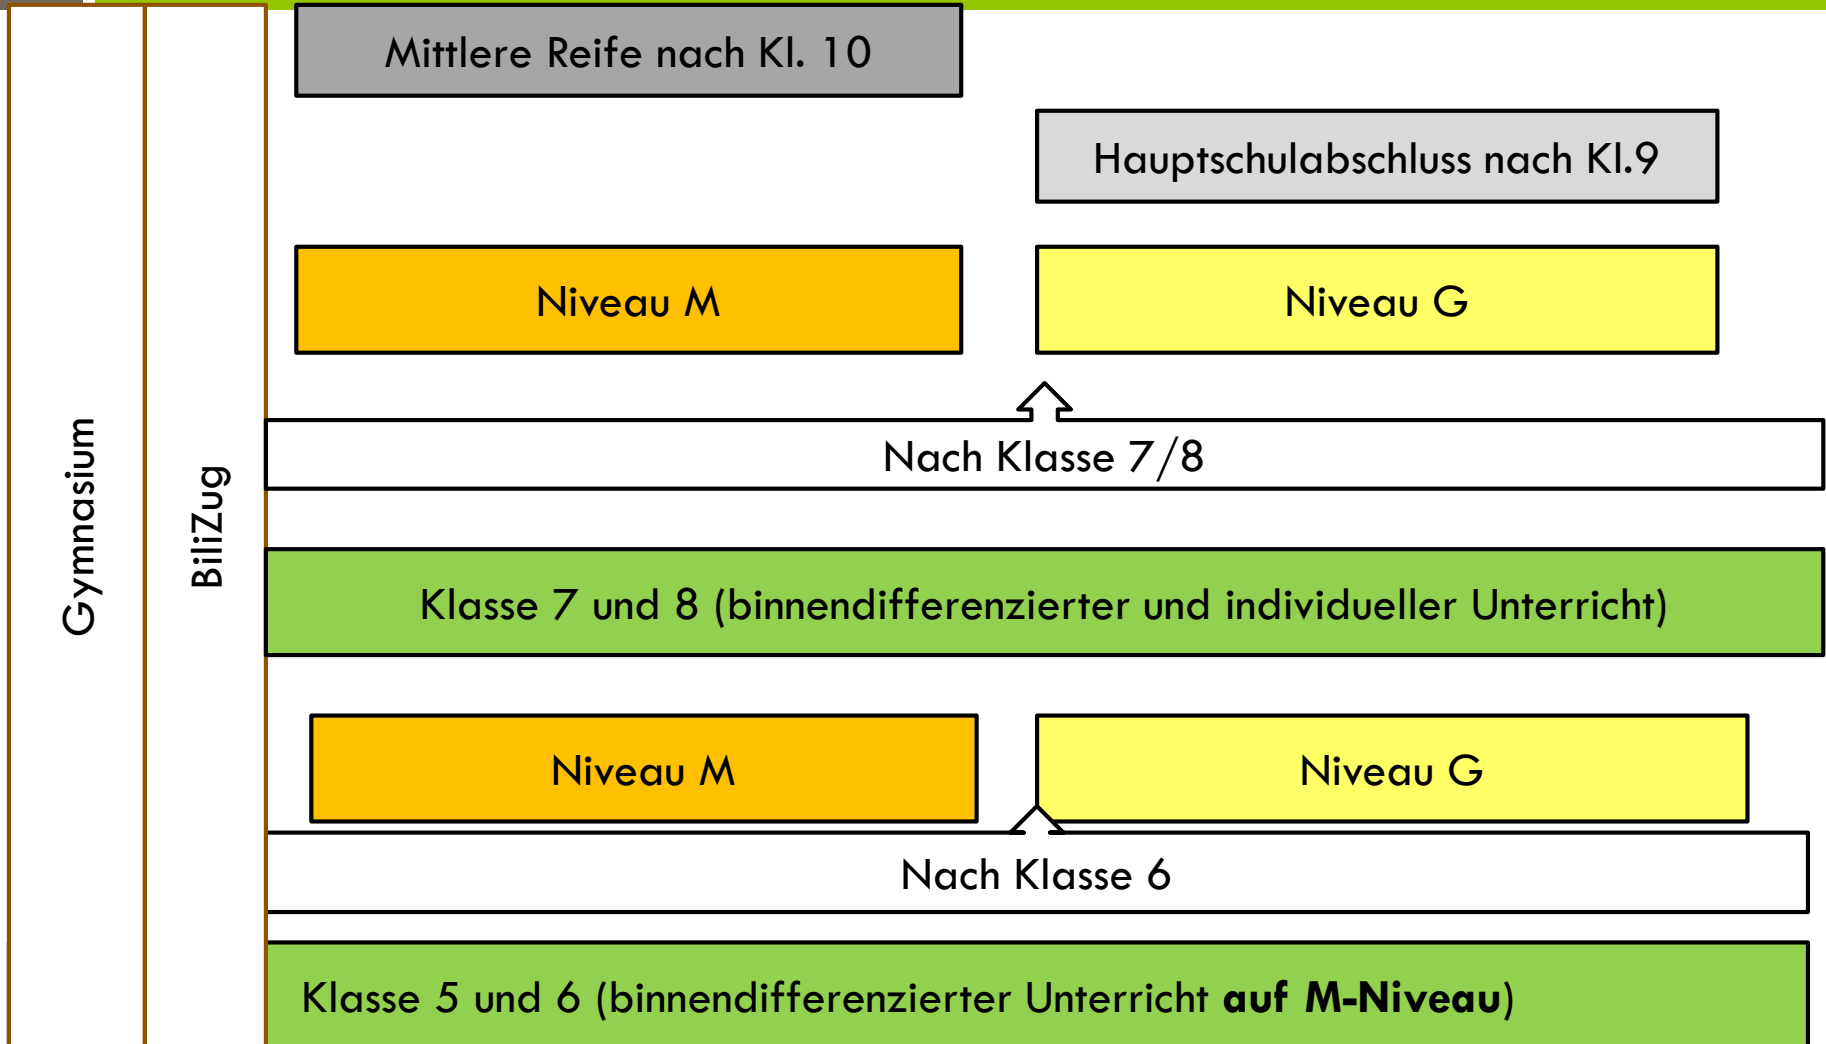 Mittlere Reife nach Kl. 10
Hauptschulabschluss nach Kl.9
Niveau M
Niveau G
Nach Klasse 7/8
Klasse 7 und 8 (binnendifferenzierter und individueller Unterricht)
Niveau M
Niveau G
Nach Klasse 6
Klasse 5 und 6 (binnendifferenzierter Unterricht auf M-Niveau)
Gymnasium
BiliZug